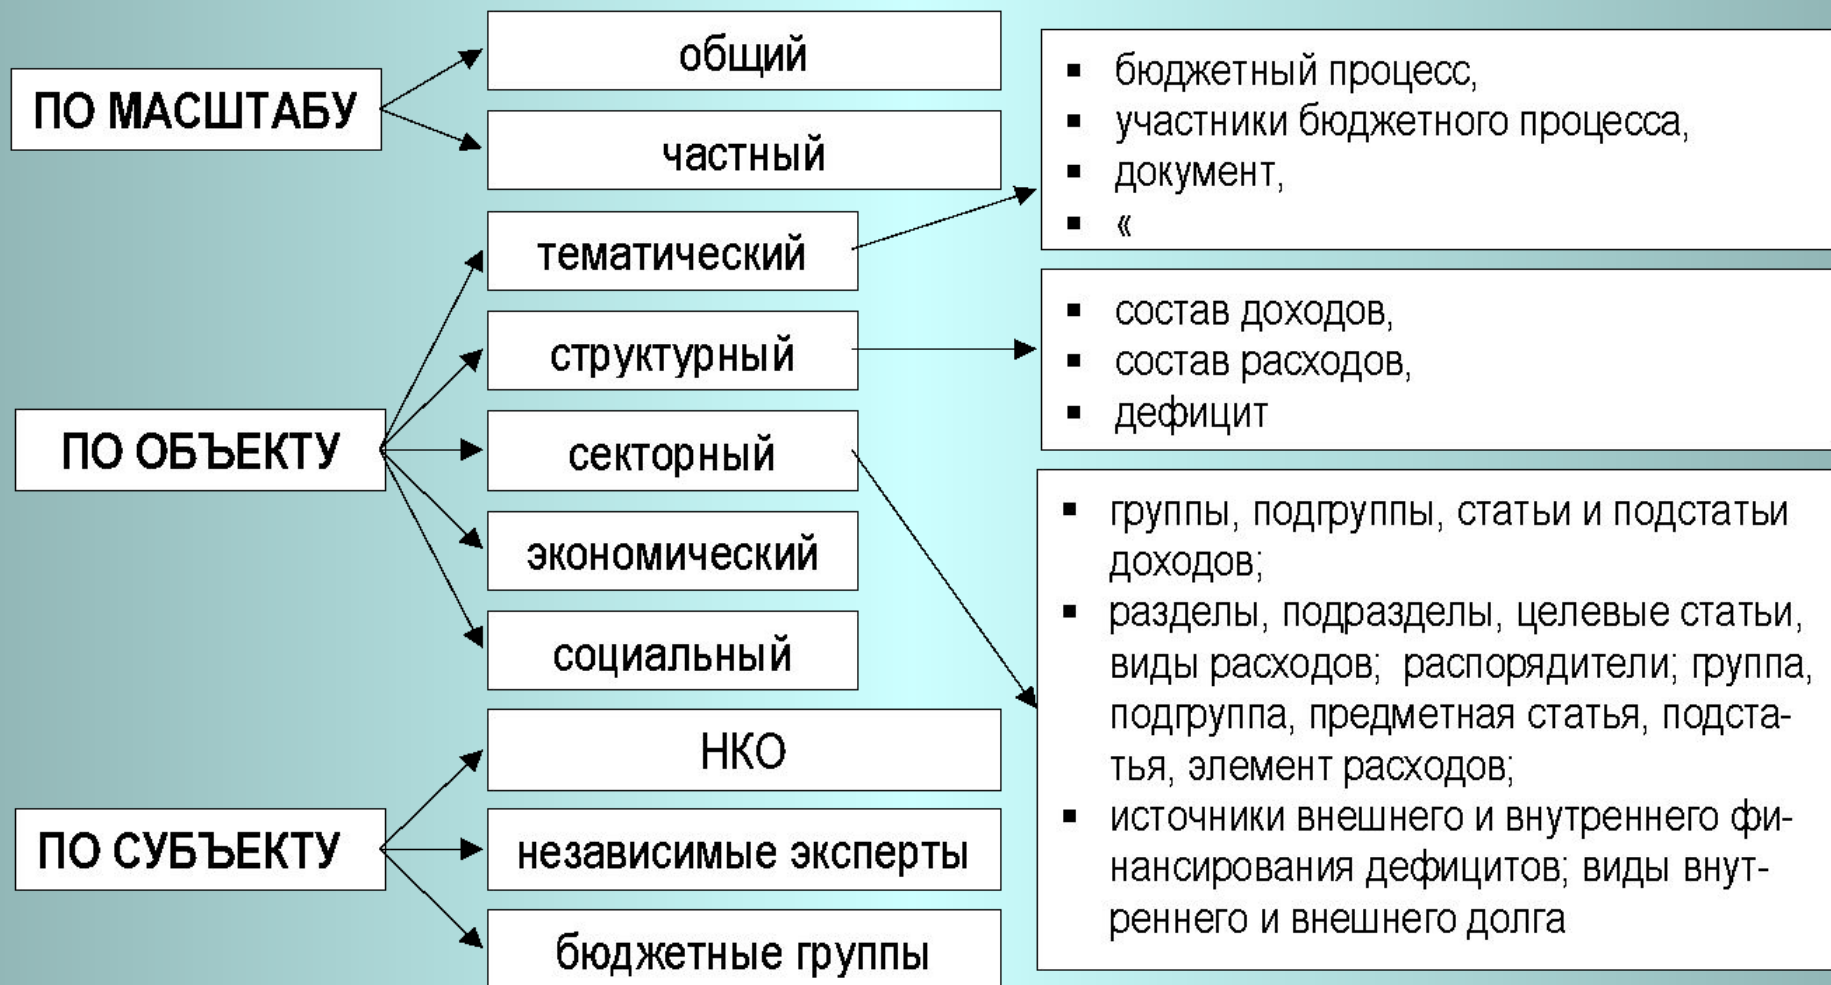 ПО МАСШТАБУ
общий
частный
ПО ОБЪЕКТУ
тематический
структурный
секторный
экономический
социальный
ПО СУБЪЕКТУ
НКО
независимые эксперты
бюджетные группы
▪ бюджетный процесс,
▪ участники бюджетного процесса,
▪ документ,
▪ «
▪ состав доходов,
▪ состав расходов,
▪ дефицит
▪ группы, подгруппы, статьи и подстатьи
доходов;
▪ разделы, подразделы, целевые статьи,
виды расходов; распорядители; группа,
подгруппа, предметная статья, подста-
тья, элемент расходов;
▪ источники внешнего и внутреннего фи-
нансирования дефицитов; виды внут-
реннего и внешнего долга